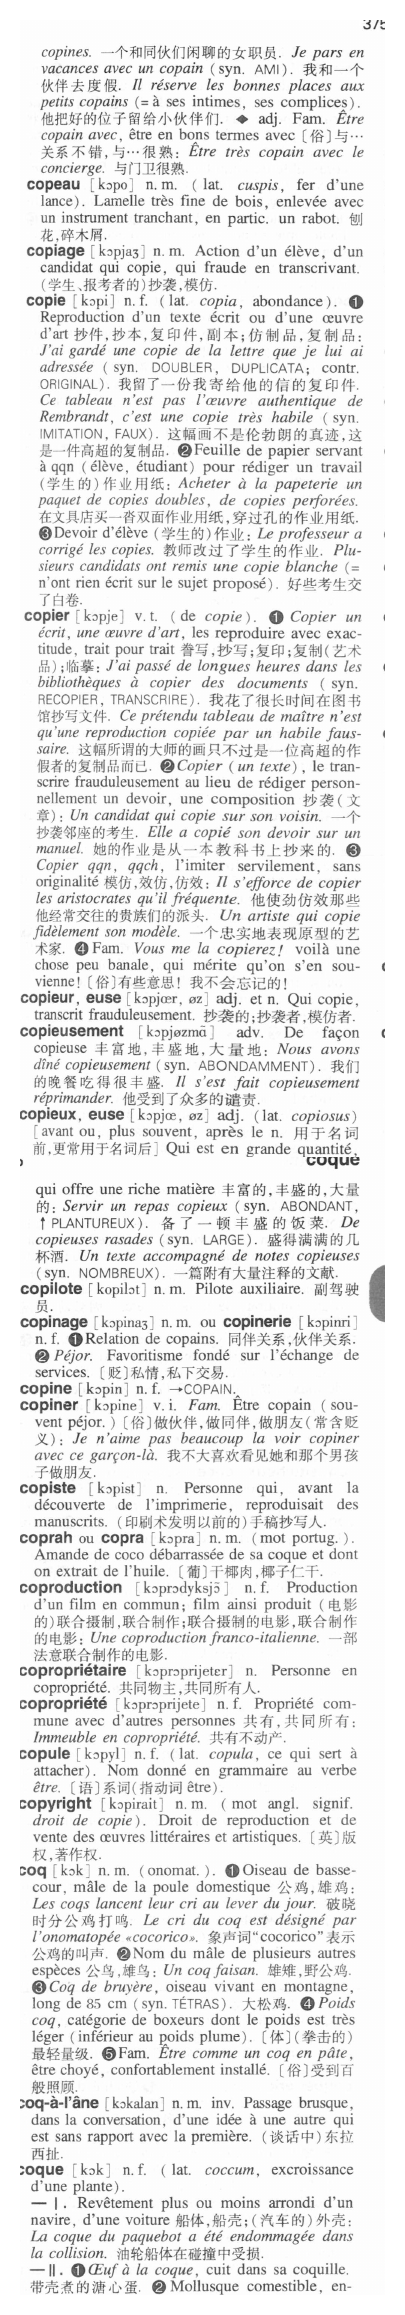 375
copines. 一个和同伙们闲聊的女职员. Je pars en
vacances avec un copain (syn. AMI). 我和一个
伙伴去度假. Il réserve les bonnes places aux
petits copains (= à ses intimes, ses complices).
他把好的位子留给小伙伴们. ◆ adj. Fam. Être
copain avec, être en bons termes avec〔俗〕与…
关系不错,与…很熟: Être très copain avec le
concierge. 与门卫很熟.
copeau [kɔpo] n. m. (lat. cuspis, fer d'une
lance). Lamelle très fine de bois, enlevée avec
un instrument tranchant, en partic. un rabot. 刨
花,碎木屑.
copiage [kɔpjaʒ] n. m. Action d'un élève, d'un
candidat qui copie, qui fraude en transcrivant.
(学生、报考者的)抄袭,模仿.
copie [kɔpi] n. f. (lat. copia, abondance). ❶
Reproduction d'un texte écrit ou d'une œuvre
d'art 抄件,抄本,复印件,副本;仿制品,复制品:
J'ai gardé une copie de la lettre que je lui ai
adressée (syn. DOUBLER, DUPLICATA; contr.
ORIGINAL). 我留了一份我寄给他的信的复印件.
Ce tableau n'est pas l'œuvre authentique de
Rembrandt, c'est une copie très habile (syn.
IMITATION, FAUX). 这幅画不是伦勃朗的真迹,这
是一件高超的复制品. ❷Feuille de papier servant
à qqn (élève, étudiant) pour rédiger un travail
(学生的)作业用纸: Acheter à la papeterie un
paquet de copies doubles, de copies perforées.
在文具店买一沓双面作业用纸,穿过孔的作业用纸.
❸Devoir d'élève (学生的)作业: Le professeur a
corrigé les copies. 教师改过了学生的作业. Plu-
sieurs candidats ont remis une copie blanche (=
n'ont rien écrit sur le sujet proposé). 好些考生交
了白卷.
copier [kɔpje] v. t. (de copie). ❶ Copier un
écrit, une œuvre d'art, les reproduire avec exac-
titude, trait pour trait 誊写,抄写;复印;复制(艺术
品);临摹: J'ai passé de longues heures dans les
bibliothèques à copier des documents (syn.
RECOPIER, TRANSCRIRE). 我花了很长时间在图书
馆抄写文件. Ce prétendu tableau de maître n'est
qu'une reproduction copiée par un habile faus-
saire. 这幅所谓的大师的画只不过是一位高超的作
假者的复制品而已. ❷Copier (un texte), le tran-
scrire frauduleusement au lieu de rédiger person-
nellement un devoir, une composition 抄袭(文
章): Un candidat qui copie sur son voisin. 一个
抄袭邻座的考生. Elle a copié son devoir sur un
manuel. 她的作业是从一本教科书上抄来的. ❸
Copier qqn, qqch, l'imiter servilement, sans
originalité 模仿,效仿,仿效: Il s'efforce de copier
les aristocrates qu'il fréquente. 他使劲仿效那些
他经常交往的贵族们的派头. Un artiste qui copie
fidèlement son modèle. 一个忠实地表现原型的艺
术家. ❹ Fam. Vous me la copierez! voilà une
chose peu banale, qui mérite qu'on s'en sou-
vienne!〔俗〕有些意思! 我不会忘记的!
copieur, euse [kɔpjœr, øz] adj. et n. Qui copie,
transcrit frauduleusement. 抄袭的;抄袭者,模仿者.
copieusement [kɔpjøzmɑ̃] adv. De façon
copieuse 丰富地,丰盛地,大量地: Nous avons
dîné copieusement (syn. ABONDAMMENT). 我们
的晚餐吃得很丰盛. Il s'est fait copieusement
réprimander. 他受到了众多的谴责.
copieux, euse [kɔpjœ, øz] adj. (lat. copiosus)
[avant ou, plus souvent, après le n. 用于名词
前,更常用于名词后] Qui est en grande quantité,
coque
qui offre une riche matière 丰富的,丰盛的,大量
的: Servir un repas copieux (syn. ABONDANT,
↑PLANTUREUX). 备了一顿丰盛的饭菜. De
copieuses rasades (syn. LARGE). 盛得满满的几
杯酒. Un texte accompagné de notes copieuses
(syn. NOMBREUX). 一篇附有大量注释的文献.
copilote [kopilɔt] n. m. Pilote auxiliaire. 副驾驶
员.
copinage [kɔpinaʒ] n. m. ou copinerie [kɔpinri]
n. f. ❶Relation de copains. 同伴关系,伙伴关系.
❷ Péjor. Favoritisme fondé sur l'échange de
services. 〔贬〕私情,私下交易.
copine [kɔpin] n. f. →COPAIN.
copiner [kɔpine] v. i. Fam. Être copain (sou-
vent péjor.)〔俗〕做伙伴,做同伴,做朋友(常含贬
义): Je n'aime pas beaucoup la voir copiner
avec ce garçon-là. 我不大喜欢看见她和那个男孩
子做朋友.
copiste [kɔpist] n. Personne qui, avant la
découverte de l'imprimerie, reproduisait des
manuscrits. (印刷术发明以前的)手稿抄写人.
coprah ou copra [kɔpra] n. m. (mot portug.).
Amande de coco débarrassée de sa coque et dont
on extrait de l'huile. 〔葡〕干椰肉,椰子仁干.
coproduction [kɔprɔdyksjɔ̃] n. f. Production
d'un film en commun; film ainsi produit (电影
的)联合摄制,联合制作;联合摄制的电影,联合制作
的电影: Une coproduction franco-italienne. 一部
法意联合制作的电影.
copropriétaire [kɔprɔprijetɛr] n. Personne en
copropriété. 共同物主,共同所有人.
copropriété [kɔprɔprijete] n. f. Propriété com-
mune avec d'autres personnes 共有,共同所有:
Immeuble en copropriété. 共有不动产.
copule [kɔpyl] n. f. (lat. copula, ce qui sert à
attacher). Nom donné en grammaire au verbe
être. 〔语〕系词(指动词 être).
copyright [kɔpirait] n. m. (mot angl. signif.
droit de copie). Droit de reproduction et de
vente des œuvres littéraires et artistiques. 〔英〕版
权,著作权.
coq [kɔk] n. m. (onomat.). ❶Oiseau de basse-
cour, mâle de la poule domestique 公鸡,雄鸡:
Les coqs lancent leur cri au lever du jour. 破晓
时分公鸡打鸣. Le cri du coq est désigné par
l'onomatopée «cocorico». 象声词“cocorico”表示
公鸡的叫声. ❷Nom du mâle de plusieurs autres
espèces 公鸟,雄鸟: Un coq faisan. 雄雉,野公鸡.
❸Coq de bruyère, oiseau vivant en montagne,
long de 85 cm (syn. TÉTRAS). 大松鸡. ❹Poids
coq, catégorie de boxeurs dont le poids est très
léger (inférieur au poids plume). 〔体〕(拳击的)
最轻量级. ❺Fam. Être comme un coq en pâte,
être choyé, confortablement installé. 〔俗〕受到百
般照顾.
coq-à-l'âne [kɔkalan] n. m. inv. Passage brusque,
dans la conversation, d'une idée à une autre qui
est sans rapport avec la première. (谈话中)东拉
西扯.
coque [kɔk] n. f. (lat. coccum, excroissance
d'une plante).
— I. Revêtement plus ou moins arrondi d'un
navire, d'une voiture 船体,船壳;(汽车的)外壳:
La coque du paquebot a été endommagée dans
la collision. 油轮船体在碰撞中受损.
— II. ❶Œuf à la coque, cuit dans sa coquille.
带壳煮的溏心蛋. ❷ Mollusque comestible, en-